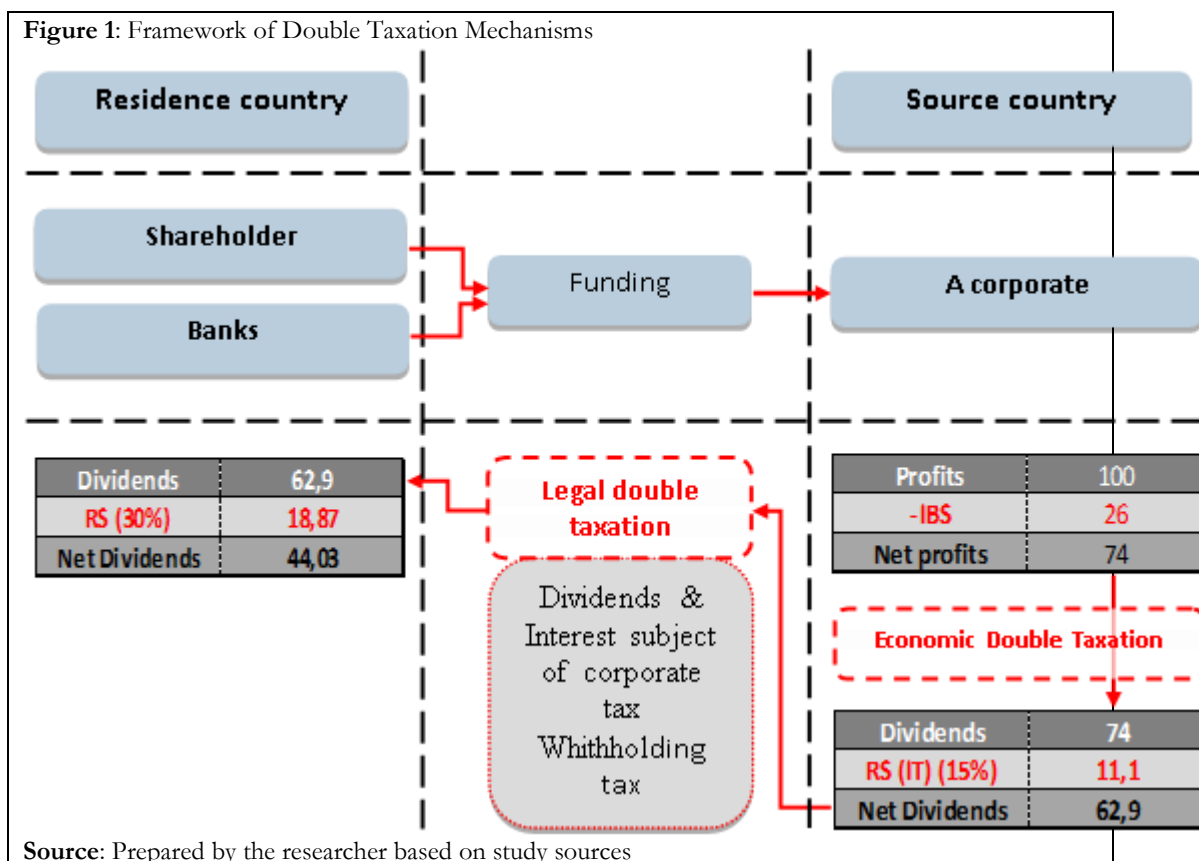 Figure 1: Framework of Double Taxation Mechanisms
Residence country
Source country
Shareholder
Banks
Funding
A corporate
Dividends 62,9
RS (30%) 18,87
Net Dividends 44,03
Legal double
taxation
Dividends &
Interest subject
of corporate
tax
Whithholding
tax
Profits 100
-IBS 26
Net profits 74
Economic Double Taxation
Dividends 74
RS (IT) (15%) 11,1
Net Dividends 62,9
Source: Prepared by the researcher based on study sources